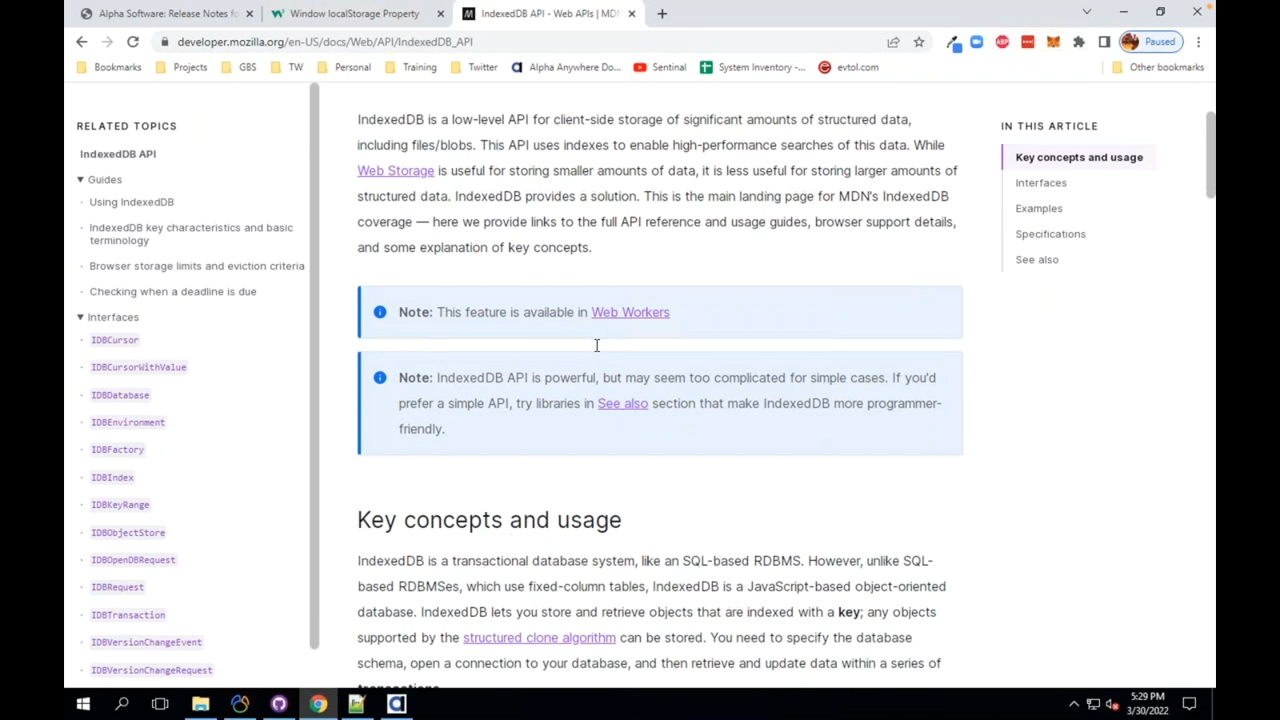 Alpha Software: Release Notes fo
Window localStorage Property
IndexedDB API - Web APIs | MDN
developer.mozilla.org/en-US/docs/Web/API/IndexedDB_API
ABP
Paused
Bookmarks
Projects
GBS
TW
Personal
Training
Twitter
Alpha Anywhere Do...
Sentinal
System Inventory -...
evtol.com
Other bookmarks
RELATED TOPICS
IndexedDB API
Guides
Using IndexedDB
IndexedDB key characteristics and basic
terminology
Browser storage limits and eviction criteria
Checking when a deadline is due
Interfaces
IDBCursor
IDBCursorWithValue
IDBDatabase
IDBEnvironment
IDBFactory
IDBIndex
IDBKeyRange
IDBObjectStore
IDBOpenDBRequest
IDBRequest
IDBTransaction
IDBVersionChangeEvent
IDBVersionChangeRequest
IndexedDB is a low-level API for client-side storage of significant amounts of structured data,
including files/blobs. This API uses indexes to enable high-performance searches of this data. While
Web Storage is useful for storing smaller amounts of data, it is less useful for storing larger amounts of
structured data. IndexedDB provides a solution. This is the main landing page for MDN's IndexedDB
coverage — here we provide links to the full API reference and usage guides, browser support details,
and some explanation of key concepts.
Note: This feature is available in Web Workers
Note: IndexedDB API is powerful, but may seem too complicated for simple cases. If you'd
prefer a simple API, try libraries in See also section that make IndexedDB more programmer-
friendly.
Key concepts and usage
IndexedDB is a transactional database system, like an SQL-based RDBMS. However, unlike SQL-
based RDBMSes, which use fixed-column tables, IndexedDB is a JavaScript-based object-oriented
database. IndexedDB lets you store and retrieve objects that are indexed with a key; any objects
supported by the structured clone algorithm can be stored. You need to specify the database
schema, open a connection to your database, and then retrieve and update data within a series of
transactions.
IN THIS ARTICLE
Key concepts and usage
Interfaces
Examples
Specifications
See also
5:29 PM
3/30/2022